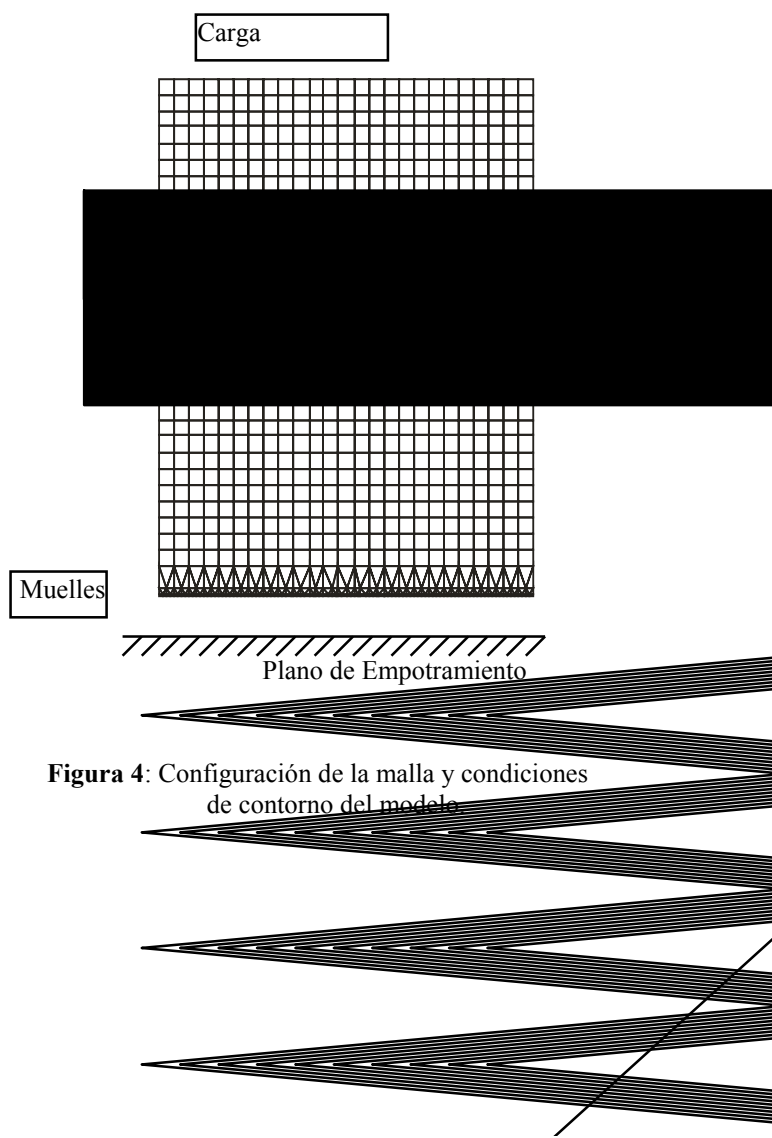 Carga
Muelles
Plano de Empotramiento
Figura 4: Configuración de la malla y condiciones
de contorno del modelo.